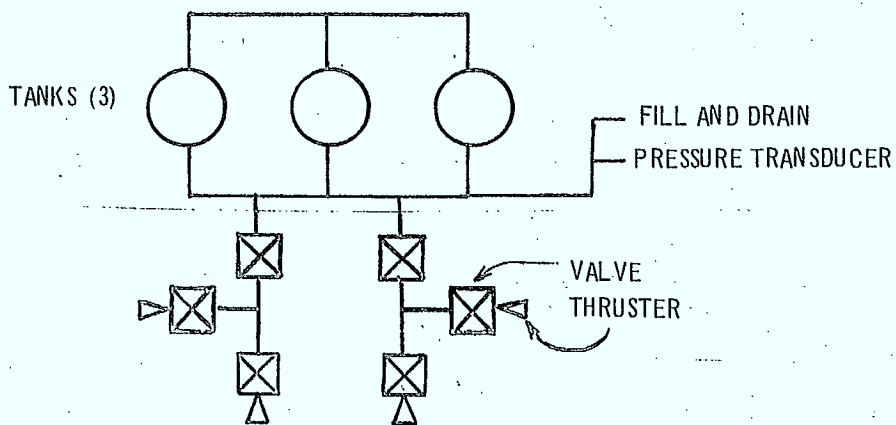 TANKS (3)
FILL AND DRAIN
PRESSURE TRANSDUCER
VALVE
THRUSTER